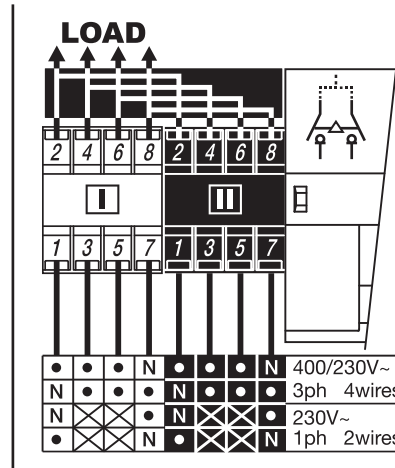 LOAD
2 4 6 8 2 4 6 8
I II
1 3 5 7 1 3 5 7
• • • N • • • N 400/230V~
N • • • N • • • 3ph 4wires
N • N • 230V~
• N • N 1ph 2wires